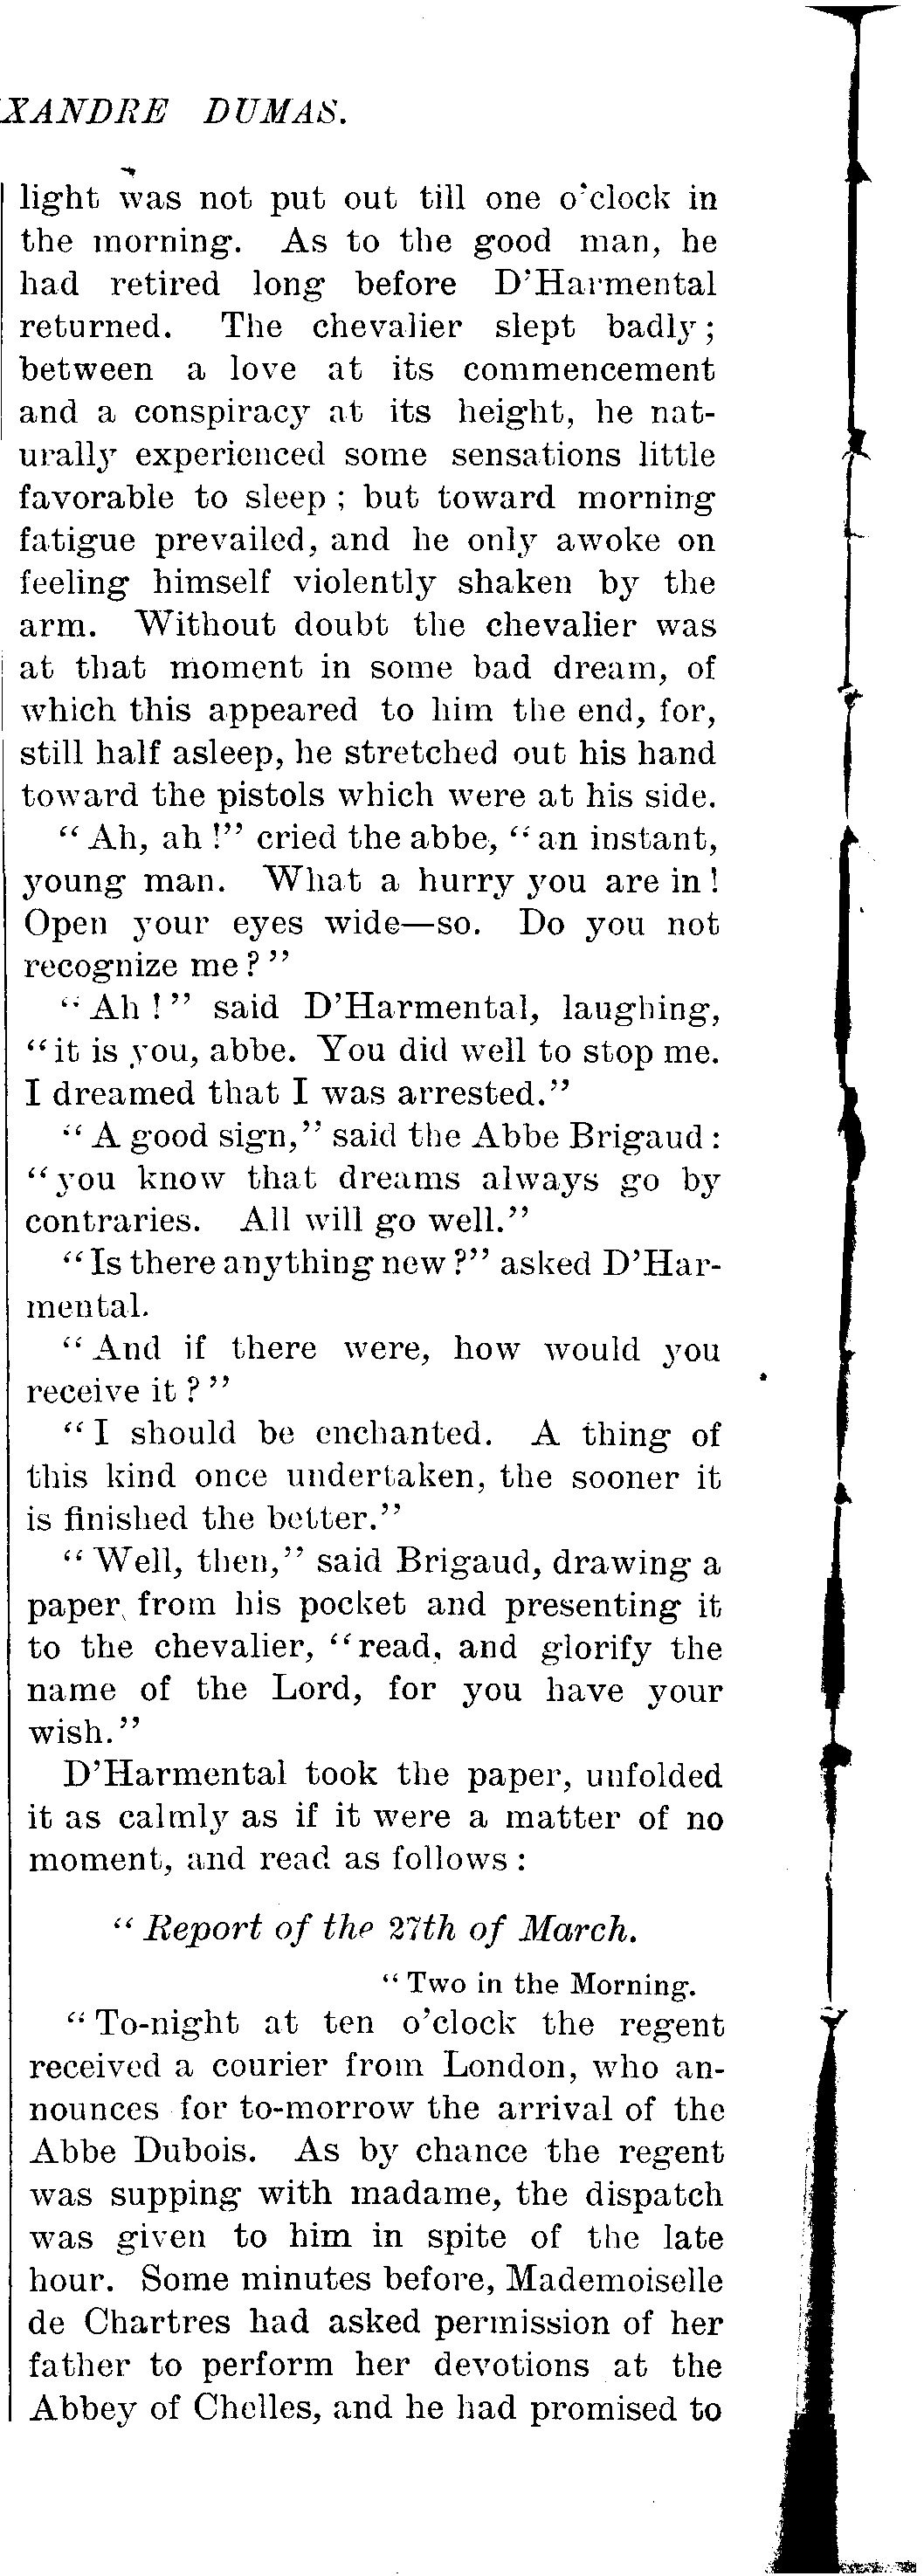 XANDRE DUMAS.
light was not put out till one o'clock in
the morning. As to the good man, he
had retired long before D'Harmental
returned. The chevalier slept badly;
between a love at its commencement
and a conspiracy at its height, he nat-
urally experienced some sensations little
favorable to sleep; but toward morning
fatigue prevailed, and he only awoke on
feeling himself violently shaken by the
arm. Without doubt the chevalier was
at that moment in some bad dream, of
which this appeared to him the end, for,
still half asleep, he stretched out his hand
toward the pistols which were at his side.
"Ah, ah!" cried the abbe, "an instant,
young man. What a hurry you are in!
Open your eyes wide—so. Do you not
recognize me?"
"Ah!" said D'Harmental, laughing,
"it is you, abbe. You did well to stop me.
I dreamed that I was arrested."
"A good sign," said the Abbe Brigaud:
"you know that dreams always go by
contraries. All will go well."
"Is there anything new?" asked D'Har-
mental.
"And if there were, how would you
receive it?"
"I should be enchanted. A thing of
this kind once undertaken, the sooner it
is finished the better."
"Well, then," said Brigaud, drawing a
paper from his pocket and presenting it
to the chevalier, "read, and glorify the
name of the Lord, for you have your
wish."
D'Harmental took the paper, unfolded
it as calmly as if it were a matter of no
moment, and read as follows:
"Report of the 27th of March.
"Two in the Morning.
"To-night at ten o'clock the regent
received a courier from London, who an-
nounces for to-morrow the arrival of the
Abbe Dubois. As by chance the regent
was supping with madame, the dispatch
was given to him in spite of the late
hour. Some minutes before, Mademoiselle
de Chartres had asked permission of her
father to perform her devotions at the
Abbey of Chelles, and he had promised to